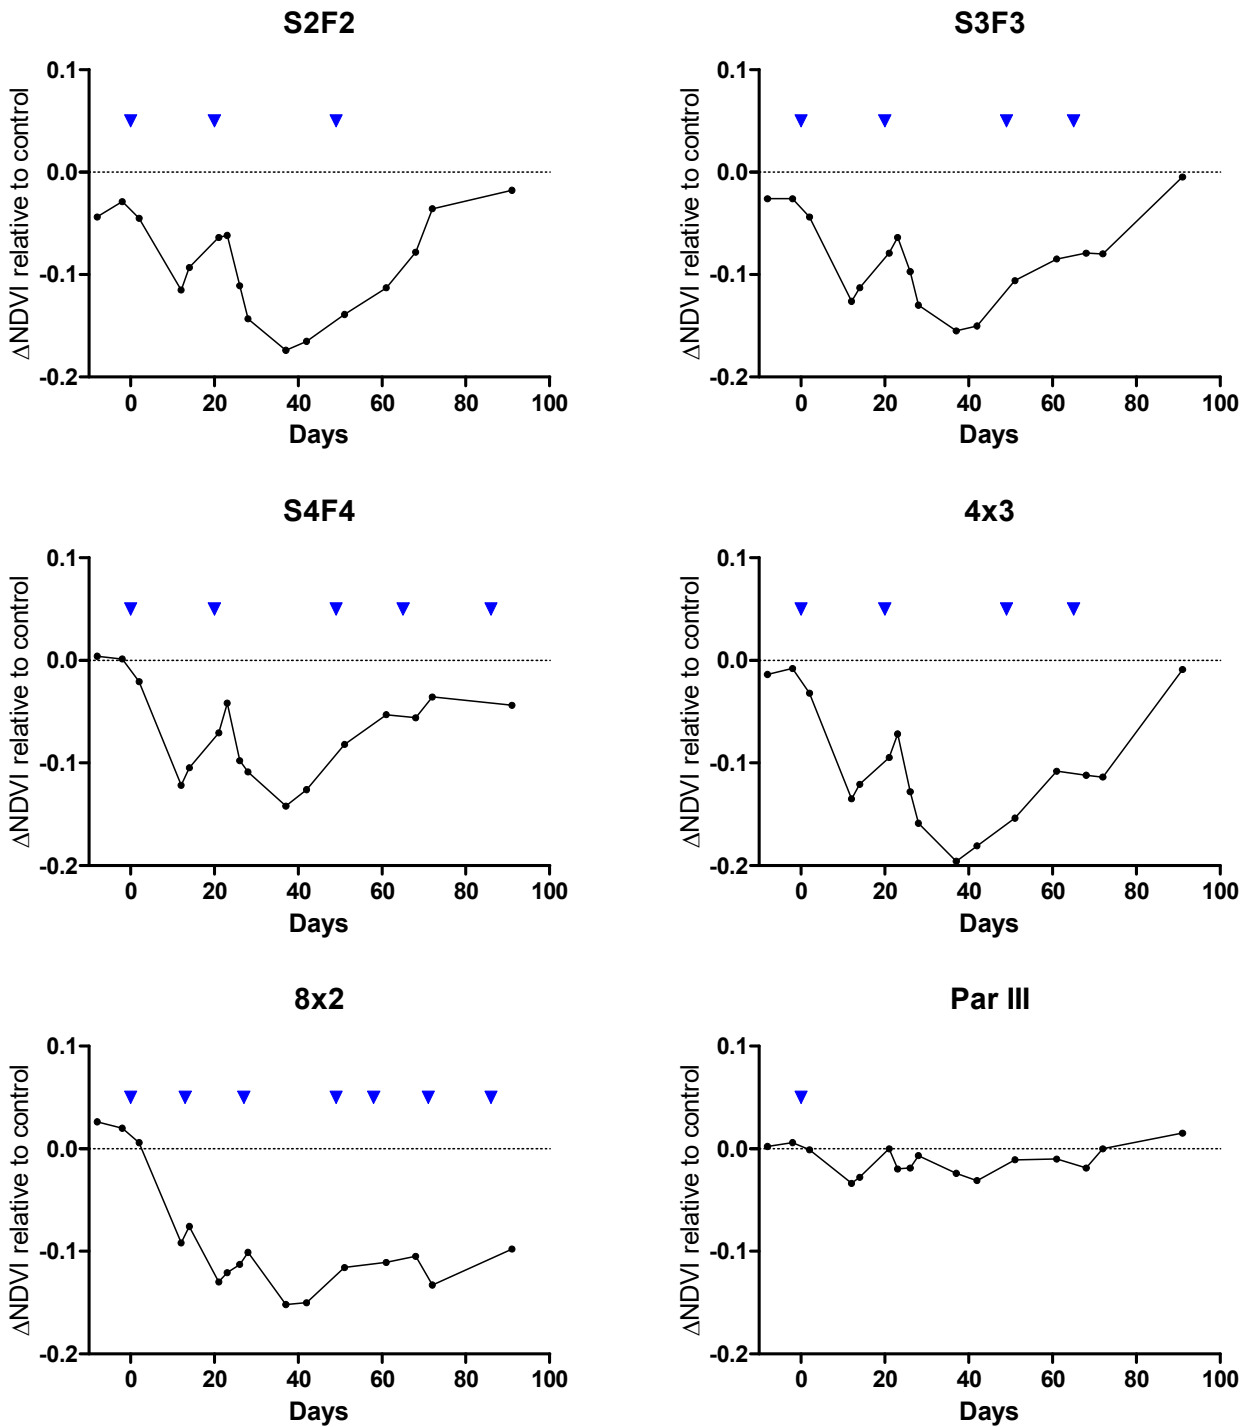 S2F2
0.1
0.0
-0.1
-0.2
ΔNDVI relative to control
0 20 40 60 80 100
Days
S3F3
0.1
0.0
-0.1
-0.2
ΔNDVI relative to control
0 20 40 60 80 100
Days
S4F4
0.1
0.0
-0.1
-0.2
ΔNDVI relative to control
0 20 40 60 80 100
Days
4x3
0.1
0.0
-0.1
-0.2
ΔNDVI relative to control
0 20 40 60 80 100
Days
8x2
0.1
0.0
-0.1
-0.2
ΔNDVI relative to control
0 20 40 60 80 100
Days
Par III
0.1
0.0
-0.1
-0.2
ΔNDVI relative to control
0 20 40 60 80 100
Days